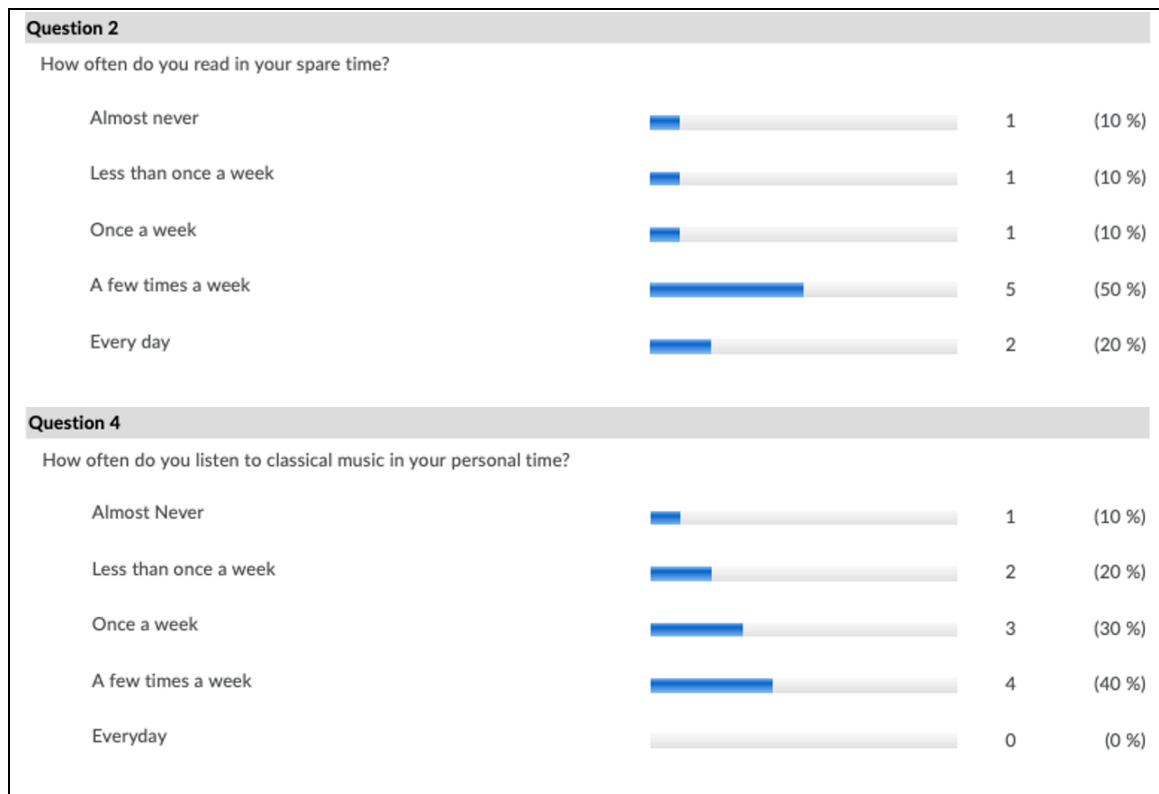 Question 2
How often do you read in your spare time?
Almost never 1 (10 %)
Less than once a week 1 (10 %)
Once a week 1 (10 %)
A few times a week 5 (50 %)
Every day 2 (20 %)
Question 4
How often do you listen to classical music in your personal time?
Almost Never 1 (10 %)
Less than once a week 2 (20 %)
Once a week 3 (30 %)
A few times a week 4 (40 %)
Everyday 0 (0 %)